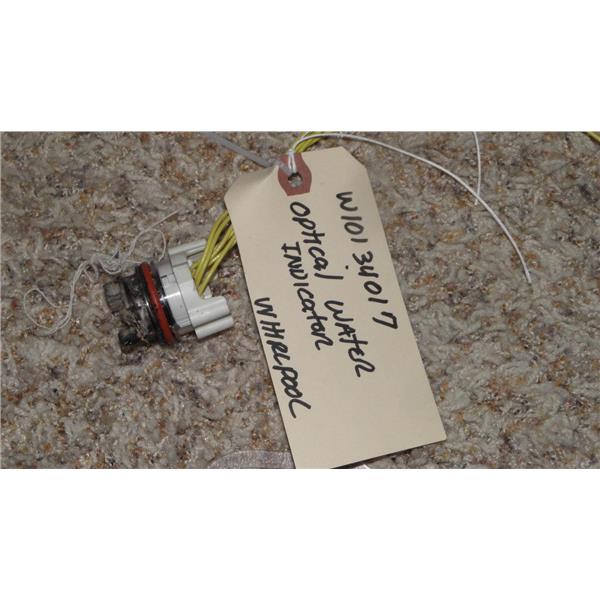 W10134017
OPTICAL WATER
INDICATOR
WHIRLPOOL